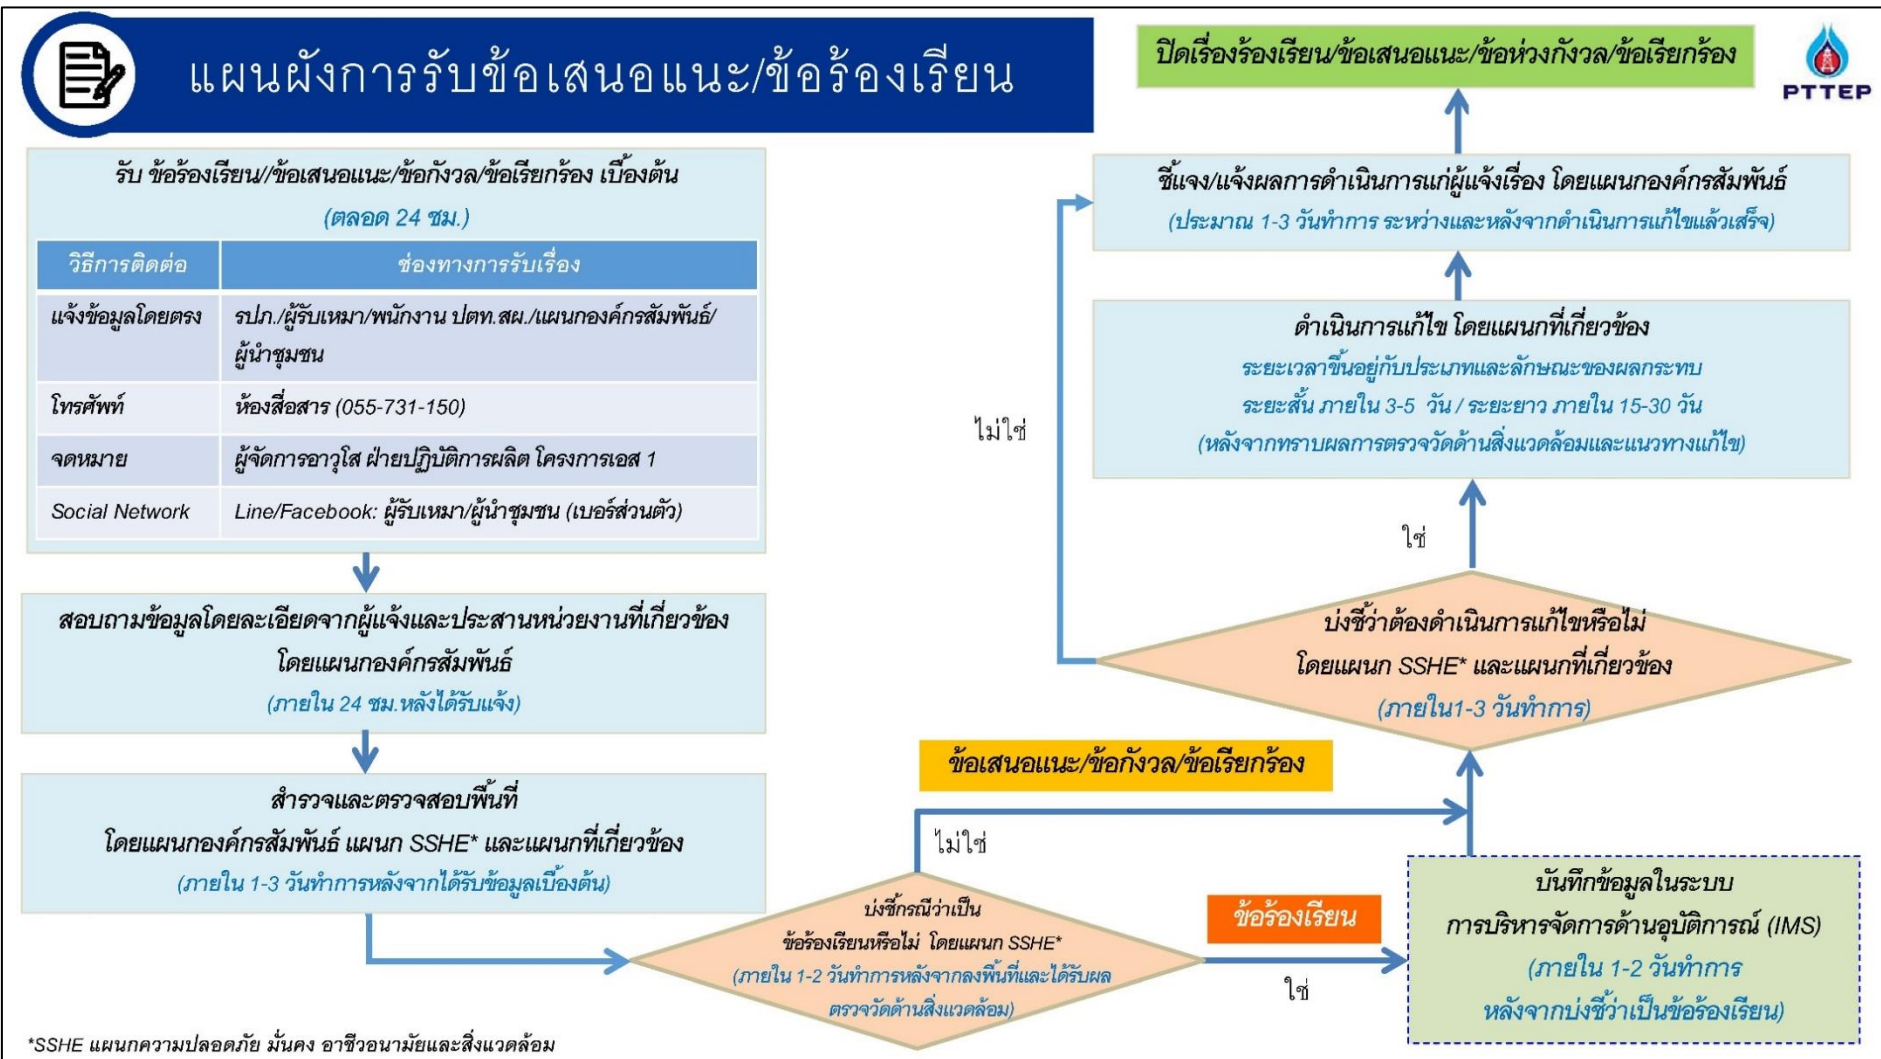 แผนผังการรับข้อเสนอแนะ/ข้อร้องเรียน
รับ ข้อร้องเรียน//ข้อเสนอแนะ/ข้อกังวล/ข้อเรียกร้อง เบื้องต้น
(ตลอด 24 ชม.)
วิธีการติดต่อ ช่องทางการรับเรื่อง
แจ้งข้อมูลโดยตรง รปภ./ผู้รับเหมา/พนักงาน ปตท.สผ./แผนกองค์กรสัมพันธ์/
ผู้นำชุมชน
โทรศัพท์ ห้องสื่อสาร (055-731-150)
จดหมาย ผู้จัดการอาวุโส ฝ่ายปฏิบัติการผลิต โครงการเอส 1
Social Network Line/Facebook: ผู้รับเหมา/ผู้นำชุมชน (เบอร์ส่วนตัว)
สอบถามข้อมูลโดยละเอียดจากผู้แจ้งและประสานหน่วยงานที่เกี่ยวข้อง
โดยแผนกองค์กรสัมพันธ์
(ภายใน 24 ชม.หลังได้รับแจ้ง)
สำรวจและตรวจสอบพื้นที่
โดยแผนกองค์กรสัมพันธ์ แผนก SSHE* และแผนกที่เกี่ยวข้อง
(ภายใน 1-3 วันทำการหลังจากได้รับข้อมูลเบื้องต้น)
บ่งชี้กรณีว่าเป็น
ข้อร้องเรียนหรือไม่ โดยแผนก SSHE*
(ภายใน 1-2 วันทำการหลังจากลงพื้นที่และได้รับผล
ตรวจวัดด้านสิ่งแวดล้อม)
ไม่ใช่
ข้อเสนอแนะ/ข้อกังวล/ข้อเรียกร้อง
ข้อร้องเรียน
ใช่
บันทึกข้อมูลในระบบ
การบริหารจัดการด้านอุบัติการณ์ (IMS)
(ภายใน 1-2 วันทำการ
หลังจากบ่งชี้ว่าเป็นข้อร้องเรียน)
บ่งชี้ว่าต้องดำเนินการแก้ไขหรือไม่
โดยแผนก SSHE* และแผนกที่เกี่ยวข้อง
(ภายใน1-3 วันทำการ)
ใช่
ไม่ใช่
ดำเนินการแก้ไข โดยแผนกที่เกี่ยวข้อง
ระยะเวลาขึ้นอยู่กับประเภทและลักษณะของผลกระทบ
ระยะสั้น ภายใน 3-5 วัน / ระยะยาว ภายใน 15-30 วัน
(หลังจากทราบผลการตรวจวัดด้านสิ่งแวดล้อมและแนวทางแก้ไข)
ชี้แจง/แจ้งผลการดำเนินการแก่ผู้แจ้งเรื่อง โดยแผนกองค์กรสัมพันธ์
(ประมาณ 1-3 วันทำการ ระหว่างและหลังจากดำเนินการแก้ไขแล้วเสร็จ)
ปิดเรื่องร้องเรียน/ข้อเสนอแนะ/ข้อห่วงกังวล/ข้อเรียกร้อง
PTTEP
*SSHE แผนกความปลอดภัย มั่นคง อาชีวอนามัยและสิ่งแวดล้อม